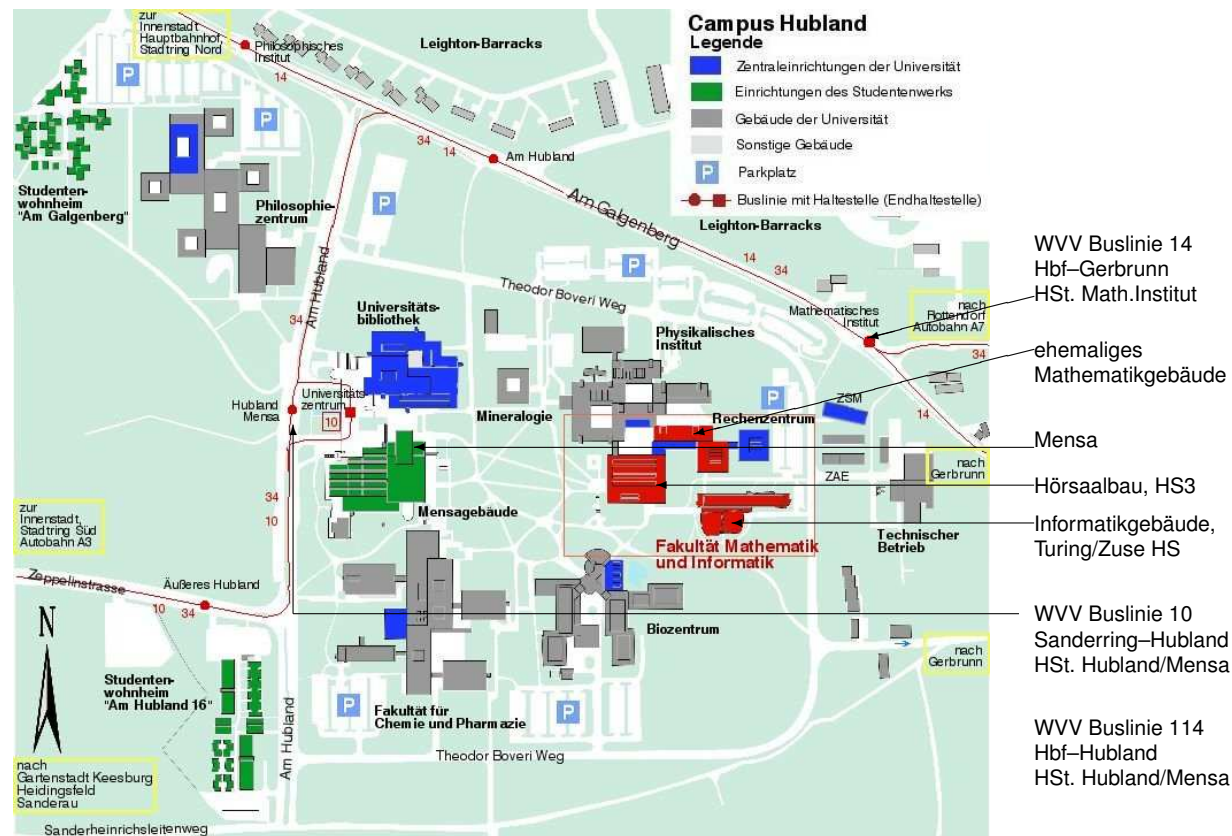 zur
Innenstadt
Hauptbahnhof,
Stadtring Nord
Philosophisches
Institut
Leighton-Barracks
14
Campus Hubland
Legende
Zentraleinrichtungen der Universität
Einrichtungen des Studentenwerks
Gebäude der Universität
Sonstige Gebäude
P
Parkplatz
Buslinie mit Haltestelle (Endhaltestelle)
P
P
34
14
Am Hubland
Studenten-
wohnheim
"Am Galgenberg"
Philosophie-
zentrum
P
Am Galgenberg
Leighton-Barracks
14
34
Am Hubland
34
Theodor Boveri Weg
P
Universitäts-
bibliothek
Physikalisches
Institut
Mathematisches
Institut
nach
Rottendorf
Autobahn A7
34
14
WVV Buslinie 14
Hbf–Gerbrunn
HSt. Math.Institut
ehemaliges
Mathematikgebäude
Hubland
Mensa
Universitäts-
zentrum
10
Mineralogie
Rechenzentrum
P
ZSM
Mensa
nach
Gerbrunn
ZAE
Hörsaalbau, HS3
34
10
Mensagebäude
zur
Innenstadt,
Stadtring Süd
Autobahn A3
Fakultät Mathematik
und Informatik
Technischer
Betrieb
Informatikgebäude,
Turing/Zuse HS
Zeppelinstrasse
Äußeres Hubland
10
34
N
Biozentrum
WVV Buslinie 10
Sanderring–Hubland
HSt. Hubland/Mensa
nach
Gerbrunn
Studenten-
wohnheim
"Am Hubland 16"
Am Hubland
P
Fakultät für
Chemie und Pharmazie
P
Theodor Boveri Weg
WVV Buslinie 114
Hbf–Hubland
HSt. Hubland/Mensa
nach
Gartenstadt Keesburg
Heidingsfeld
Sanderau
Sanderheinrichsleitenweg